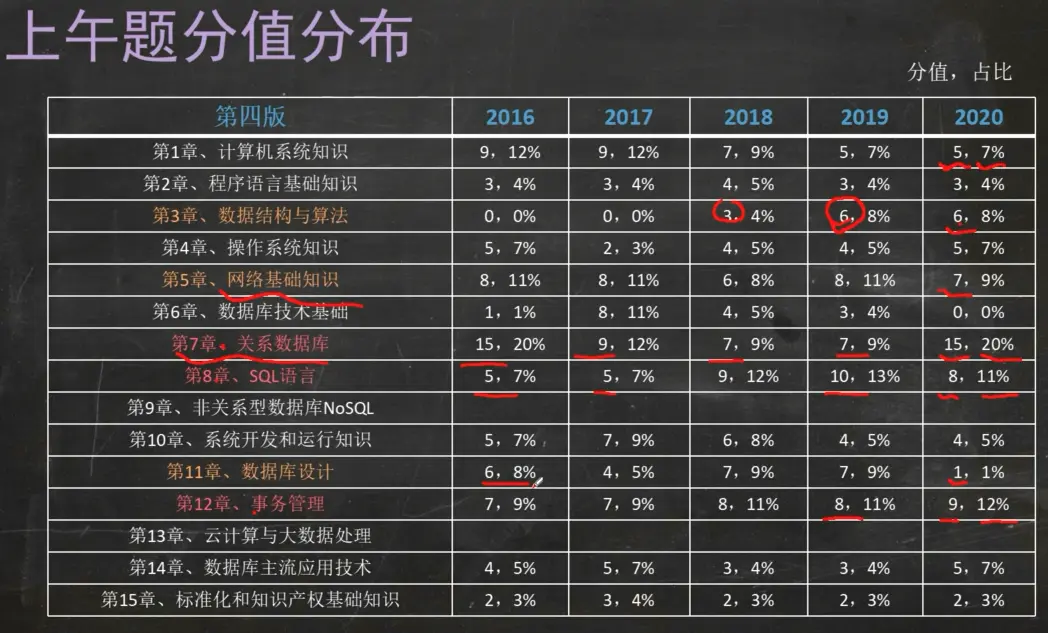 上午题分值分布
分值，占比
第四版 2016 2017 2018 2019 2020
第1章、计算机系统知识 9，12% 9，12% 7，9% 5，7% 5，7%
第2章、程序语言基础知识 3，4% 3，4% 4，5% 3，4% 3，4%
第3章、数据结构与算法 0，0% 0，0% 3，4% 6，8% 6，8%
第4章、操作系统知识 5，7% 2，3% 4，5% 4，5% 5，7%
第5章、网络基础知识 8，11% 8，11% 6，8% 8，11% 7，9%
第6章、数据库技术基础 1，1% 8，11% 4，5% 3，4% 0，0%
第7章、关系数据库 15，20% 9，12% 7，9% 7，9% 15，20%
第8章、SQL语言 5，7% 5，7% 9，12% 10，13% 8，11%
第9章、非关系型数据库NoSQL
第10章、系统开发和运行知识 5，7% 7，9% 6，8% 4，5% 4，5%
第11章、数据库设计 6，8% 4，5% 7，9% 7，9% 1，1%
第12章、事务管理 7，9% 7，9% 8，11% 8，11% 9，12%
第13章、云计算与大数据处理
第14章、数据库主流应用技术 4，5% 5，7% 3，4% 3，4% 5，7%
第15章、标准化和知识产权基础知识 2，3% 3，4% 2，3% 2，3% 2，3%